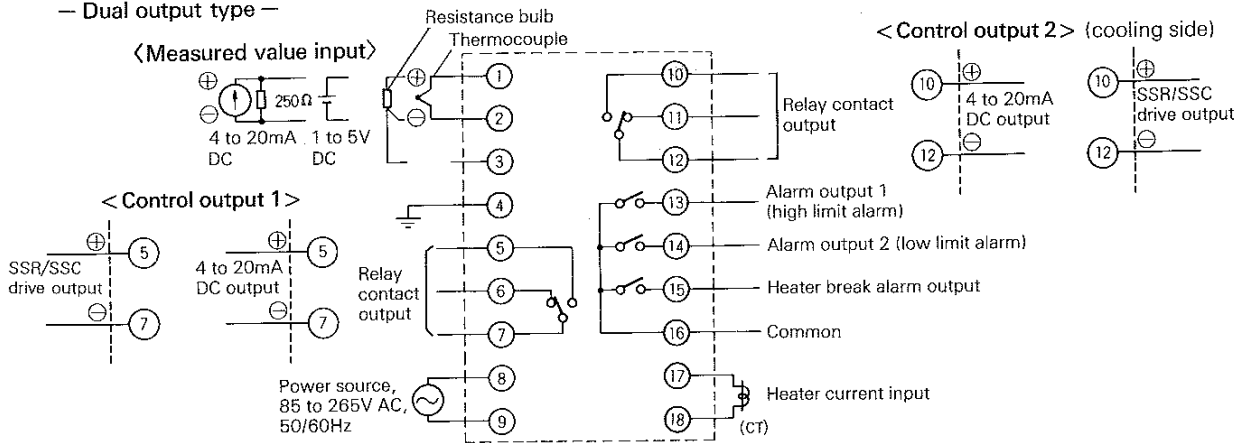 — Dual output type —
Resistance bulb
Thermocouple
<Measured value input>
⊕
⊖
250Ω
4 to 20mA
DC
1 to 5V
DC
⊕
⊖
1
2
3
4
5
6
7
8
9
<Control output 1>
⊕
5
SSR/SSC
drive output
⊖
7
⊕
5
4 to 20mA
DC output
⊖
7
Relay
contact
output
Power source,
85 to 265V AC,
50/60Hz
10
11
12
13
14
15
16
17
18
Relay contact
output
Alarm output 1
(high limit alarm)
Alarm output 2 (low limit alarm)
Heater break alarm output
Common
Heater current input
(CT)
<Control output 2> (cooling side)
10
⊕
4 to 20mA
DC output
12
⊖
10
⊕
SSR/SSC
drive output
12
⊖